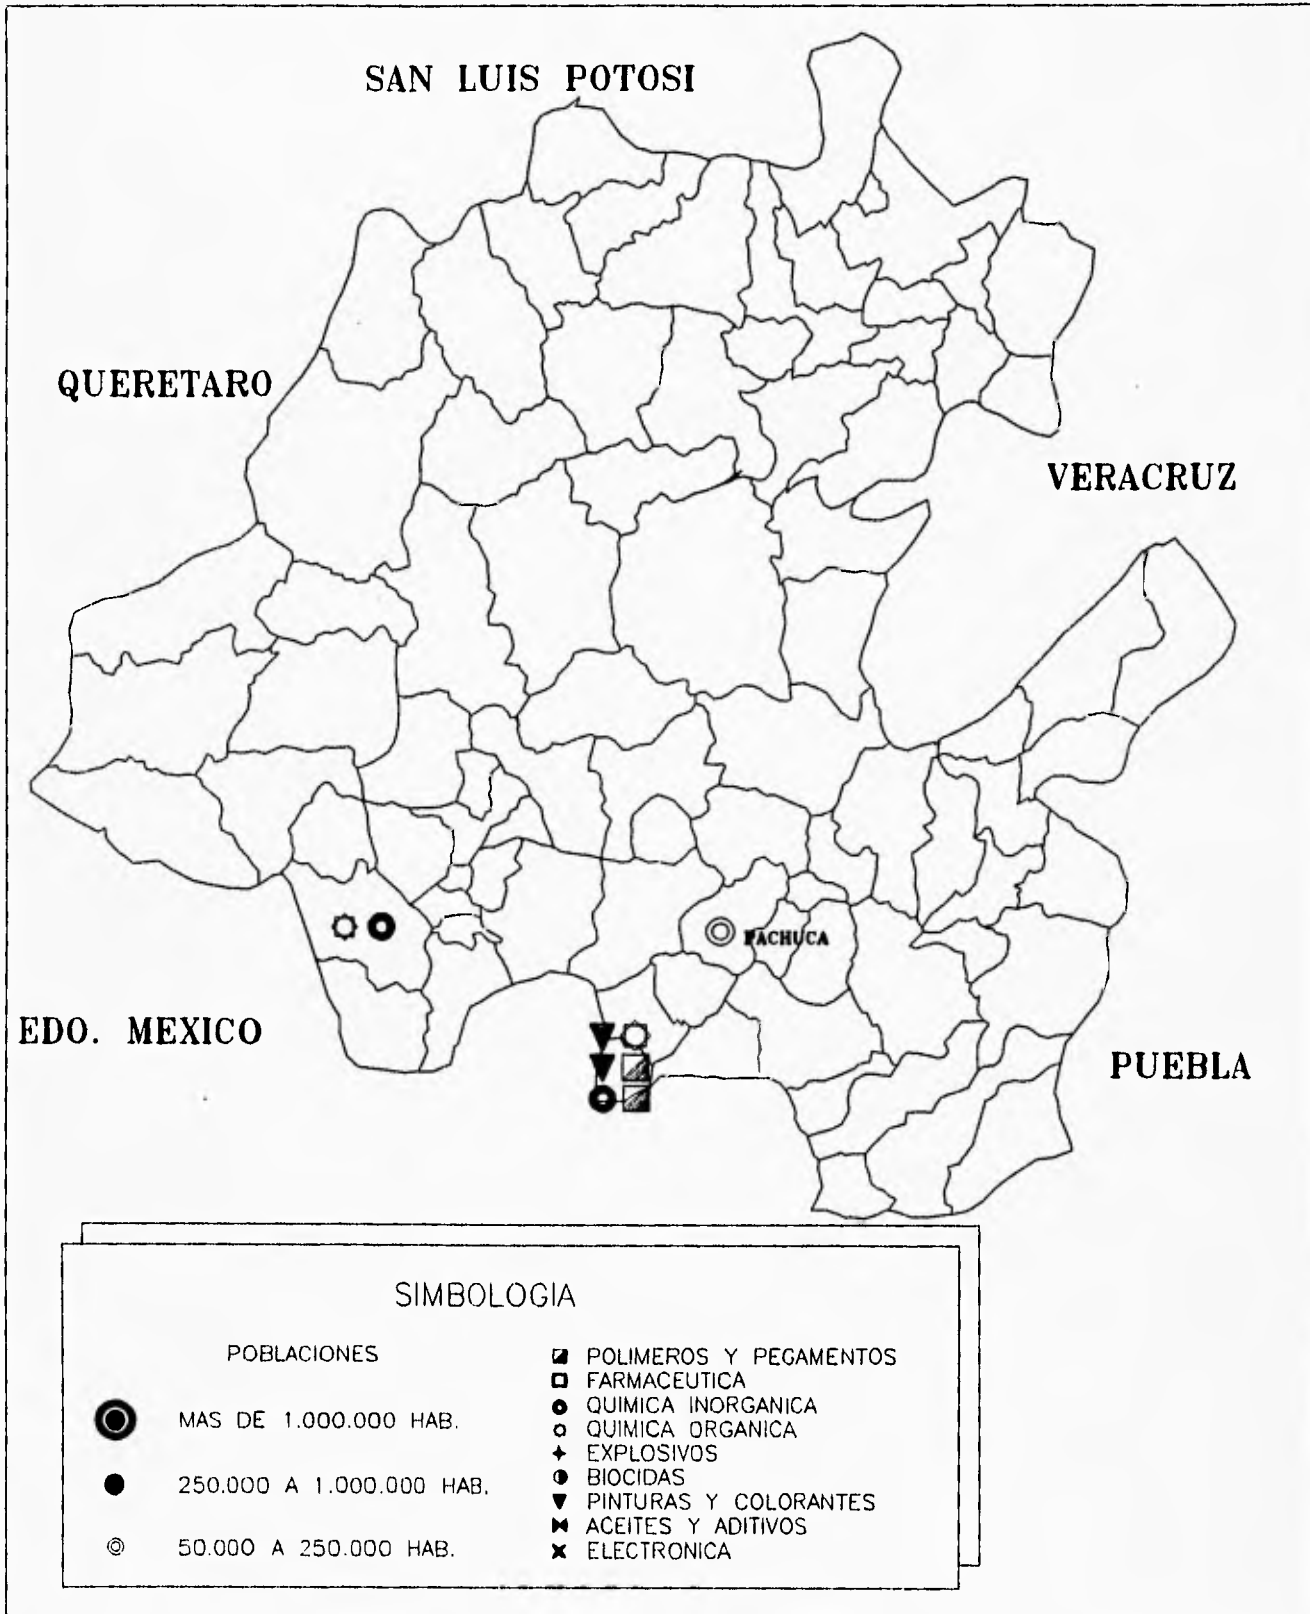 SAN LUIS POTOSI
QUERETARO
VERACRUZ
PACHUCA
EDO. MEXICO
PUEBLA
SIMBOLOGIA
POBLACIONES
MAS DE 1.000.000 HAB.
250.000 A 1.000.000 HAB.
50.000 A 250.000 HAB.
POLIMEROS Y PEGAMENTOS
FARMACEUTICA
QUIMICA INORGANICA
QUIMICA ORGANICA
EXPLOSIVOS
BIOCIDAS
PINTURAS Y COLORANTES
ACEITES Y ADITIVOS
ELECTRONICA